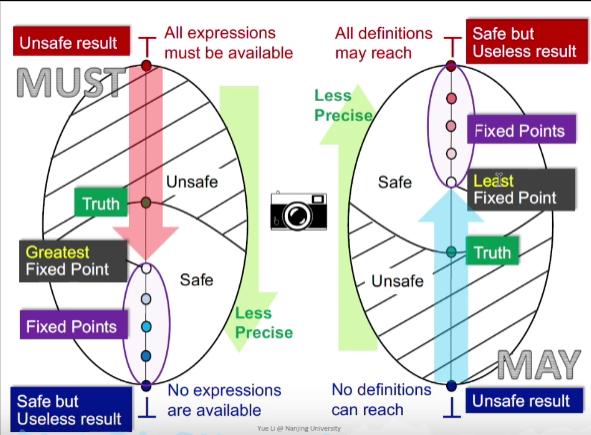 Unsafe result
⊤
All expressions
must be available
MUST
Unsafe
Truth
Greatest
Fixed Point
Safe
Fixed Points
Less
Precise
Safe but
Useless result
⊥
No expressions
are available
All definitions
may reach
⊤
Safe but
Useless result
Less
Precise
Fixed Points
Safe
Least
Fixed Point
Truth
Unsafe
MAY
No definitions
can reach
⊥
Unsafe result
Yue Li @ Nanjing University